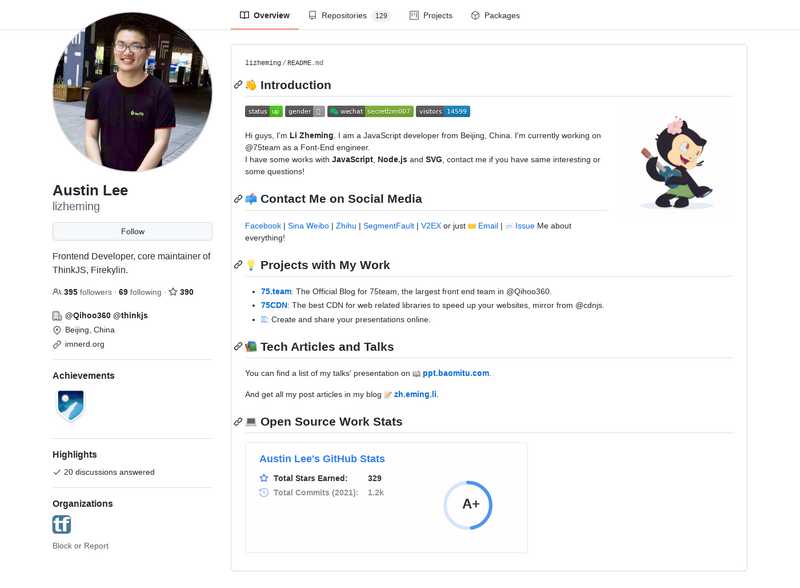 Overview
Repositories 129
Projects
Packages
Austin Lee
lizheming
Follow
Frontend Developer, core maintainer of
ThinkJS, Firekylin.
395 followers · 69 following · 390
@Qihoo360 @thinkjs
Beijing, China
imnerd.org
Achievements
Highlights
20 discussions answered
Organizations
tf
Block or Report
lizheming/README.md
👋 Introduction
status up gender wechat secretlzm007 visitors 14599
Hi guys, I'm Li Zheming. I am a JavaScript developer from Beijing, China. I'm currently working on
@75team as a Font-End engineer.
I have some works with JavaScript, Node.js and SVG, contact me if you have same interesting or
some questions!
📫 Contact Me on Social Media
Facebook | Sina Weibo | Zhihu | SegmentFault | V2EX or just Email | Issue Me about
everything!
💡 Projects with My Work
• 75.team: The Official Blog for 75team, the largest front end team in @Qihoo360.
• 75CDN: The best CDN for web related libraries to speed up your websites, mirror from @cdnjs.
• : Create and share your presentations online.
📚 Tech Articles and Talks
You can find a list of my talks' presentation on 📖 ppt.baomitu.com.
And get all my post articles in my blog 📝 zh.eming.li.
💻 Open Source Work Stats
Austin Lee's GitHub Stats
Total Stars Earned: 329
Total Commits (2021): 1.2k
A+